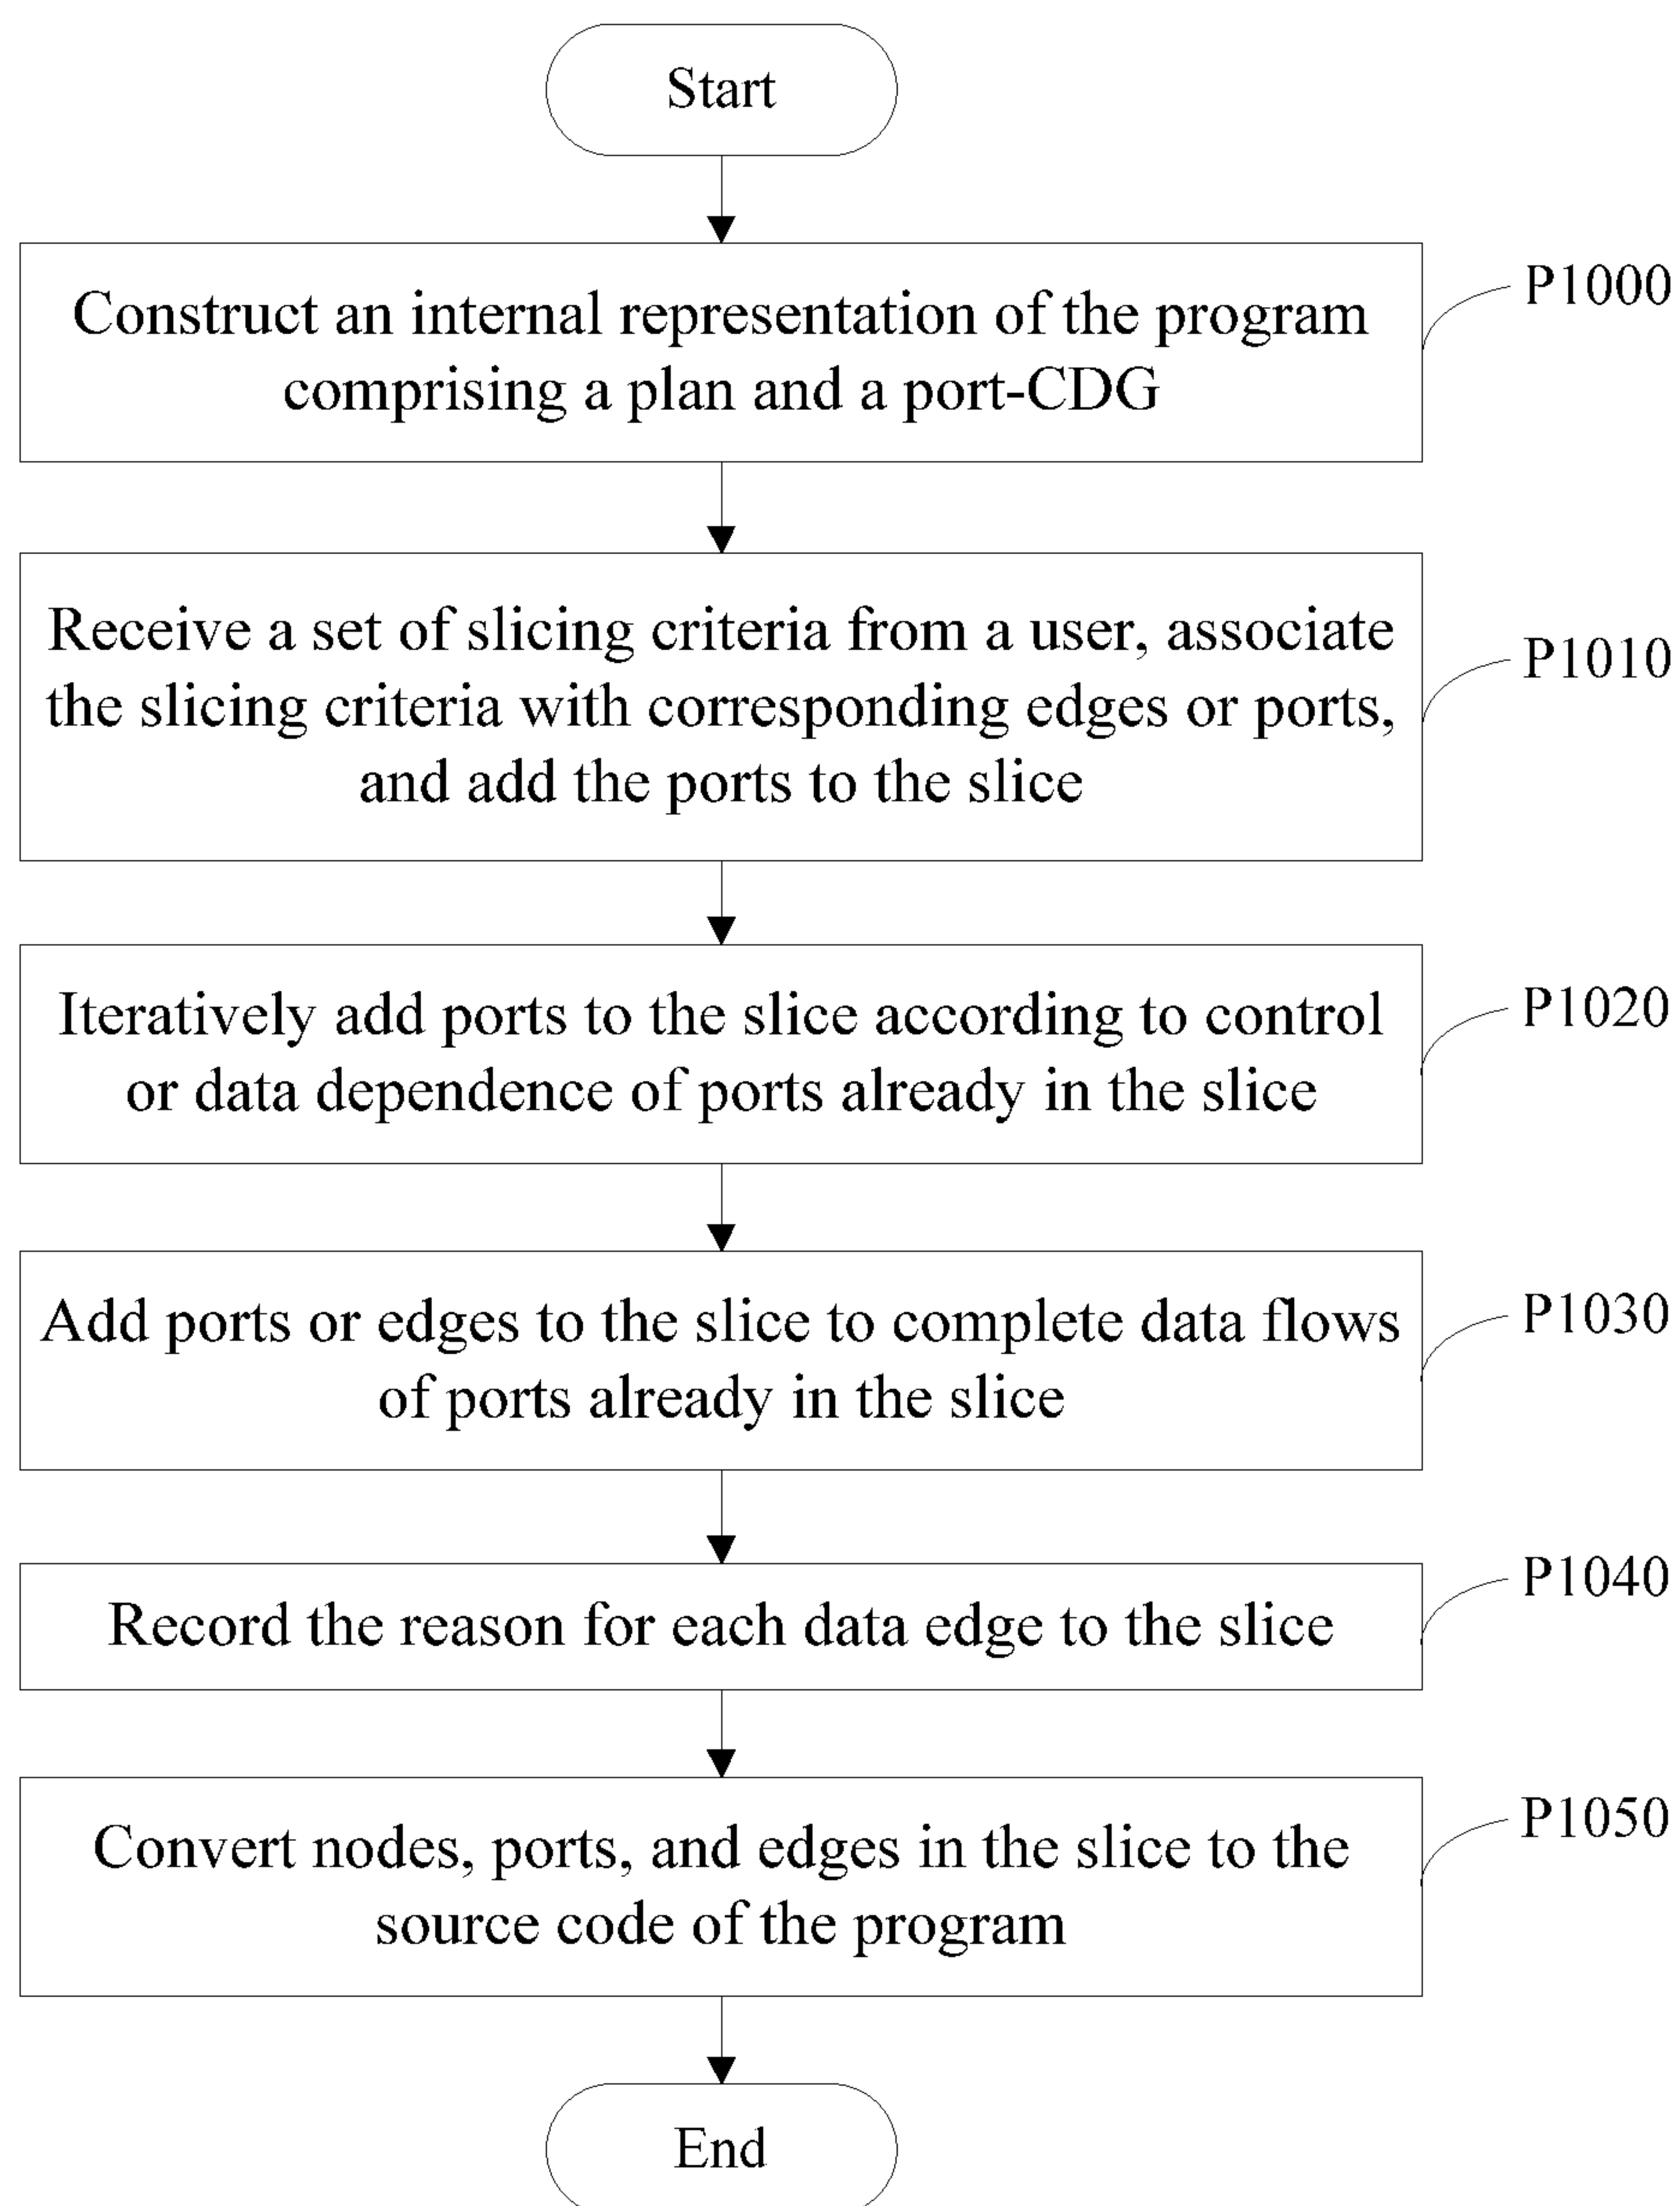 Start
P1000
Construct an internal representation of the program
comprising a plan and a port-CDG
Receive a set of slicing criteria from a user, associate
P1010
the slicing criteria with corresponding edges or ports,
and add the ports to the slice
P1020
Iteratively add ports to the slice according to control
or data dependence of ports already in the slice
P1030
Add ports or edges to the slice to complete data flows
of ports already in the slice
P1040
Record the reason for each data edge to the slice
P1050
Convert nodes, ports, and edges in the slice to the
source code of the program
End